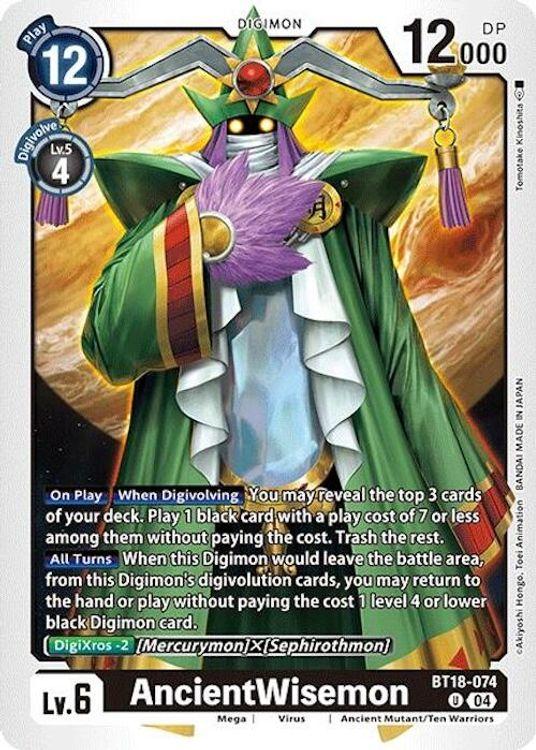 DIGIMON
Play
12
DP
12000
Digivolve
Lv.5
4
Tomotake Kinoshita
月
On Play When Digivolving You may reveal the top 3 cards
of your deck. Play 1 black card with a play cost of 7 or less
among them without paying the cost. Trash the rest.
All Turns When this Digimon would leave the battle area,
from this Digimon's digivolution cards, you may return to
the hand or play without paying the cost 1 level 4 or lower
black Digimon card.
DigiXros -2 [Mercurymon]×[Sephirothmon]
©Akiyoshi Hongo, Toei Animation BANDAI MADE IN JAPAN
BT18-074
Lv.6
AncientWisemon
U 04
Mega Virus Ancient Mutant/Ten Warriors